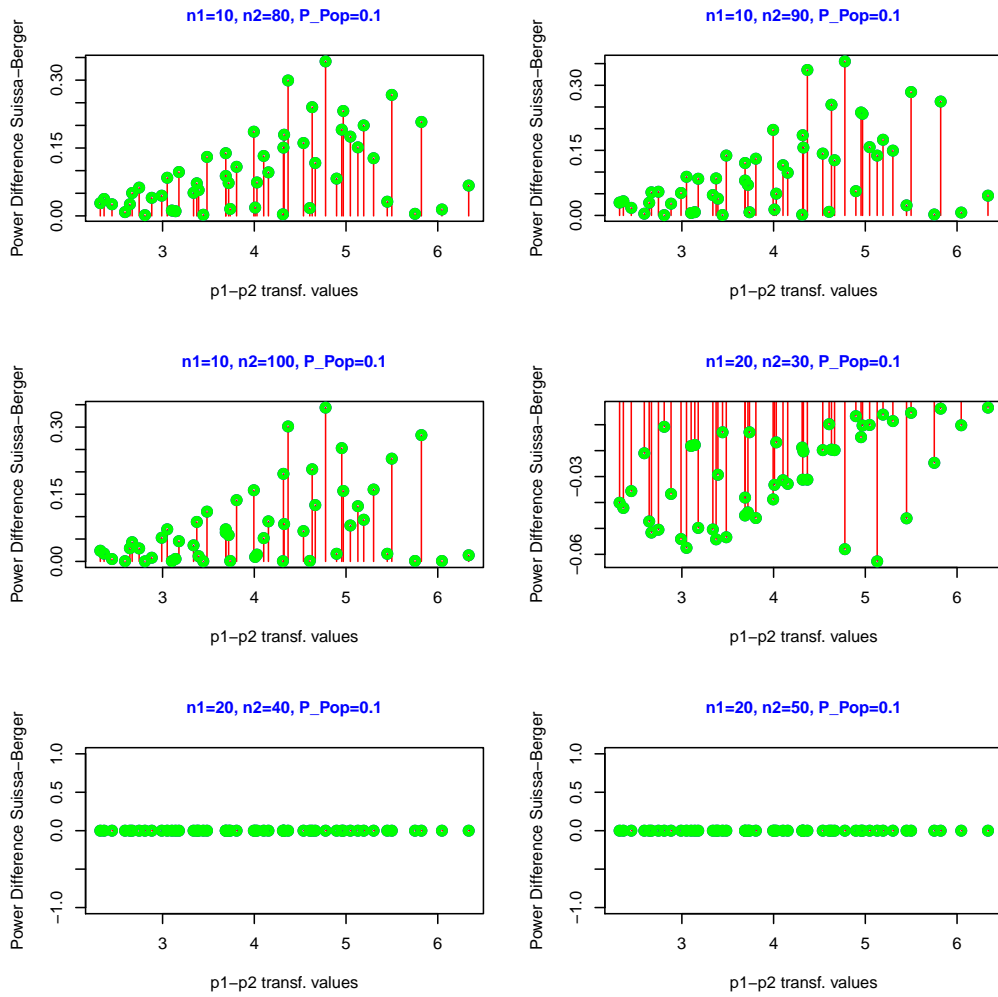 n1=10, n2=80, P_Pop=0.1
Power Difference Suissa−Berger
0.00 0.15 0.30
3 4 5 6
p1−p2 transf. values
n1=10, n2=90, P_Pop=0.1
Power Difference Suissa−Berger
0.00 0.15 0.30
3 4 5 6
p1−p2 transf. values
n1=10, n2=100, P_Pop=0.1
Power Difference Suissa−Berger
0.00 0.15 0.30
3 4 5 6
p1−p2 transf. values
n1=20, n2=30, P_Pop=0.1
Power Difference Suissa−Berger
−0.06 −0.03
3 4 5 6
p1−p2 transf. values
n1=20, n2=40, P_Pop=0.1
Power Difference Suissa−Berger
−1.0 0.0 0.5 1.0
3 4 5 6
p1−p2 transf. values
n1=20, n2=50, P_Pop=0.1
Power Difference Suissa−Berger
−1.0 0.0 0.5 1.0
3 4 5 6
p1−p2 transf. values